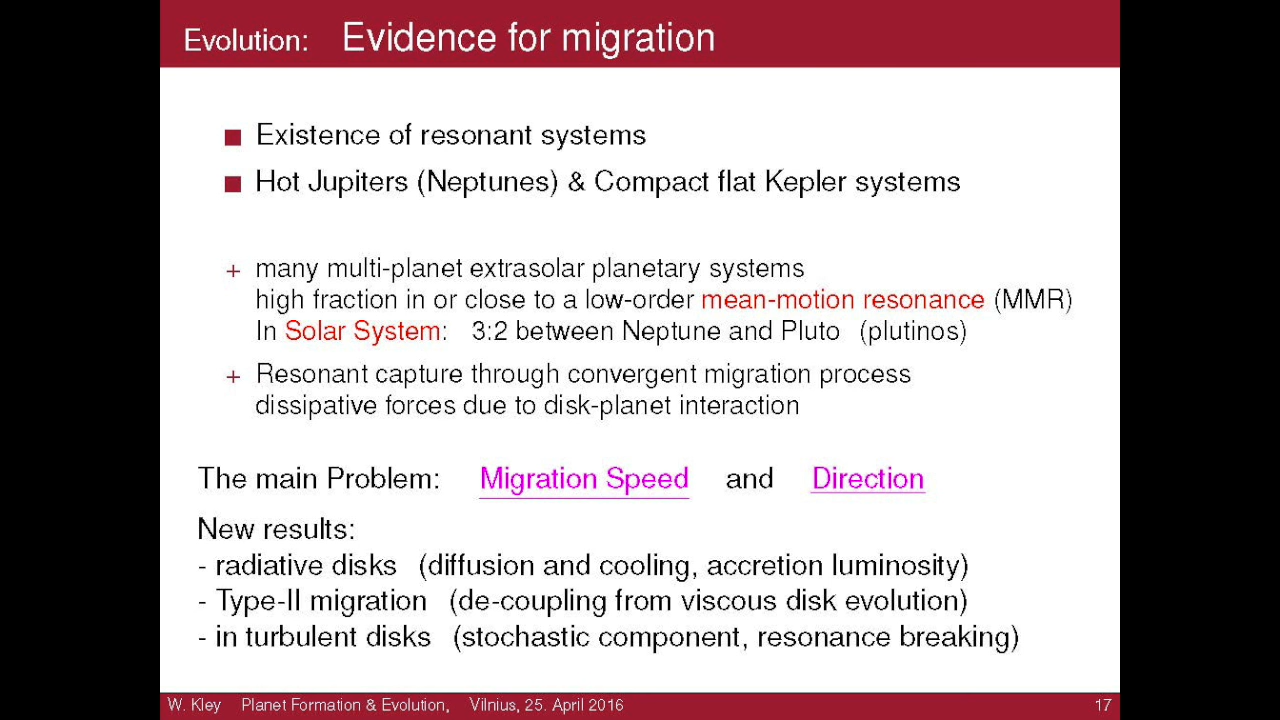 Evolution: Evidence for migration
Existence of resonant systems
Hot Jupiters (Neptunes) & Compact flat Kepler systems
+ many multi-planet extrasolar planetary systems
high fraction in or close to a low-order mean-motion resonance (MMR)
In Solar System: 3:2 between Neptune and Pluto (plutinos)
+ Resonant capture through convergent migration process
dissipative forces due to disk-planet interaction
The main Problem: Migration Speed and Direction
New results:
- radiative disks (diffusion and cooling, accretion luminosity)
- Type-II migration (de-coupling from viscous disk evolution)
- in turbulent disks (stochastic component, resonance breaking)
W. Kley Planet Formation & Evolution, Vilnius, 25. April 2016 17